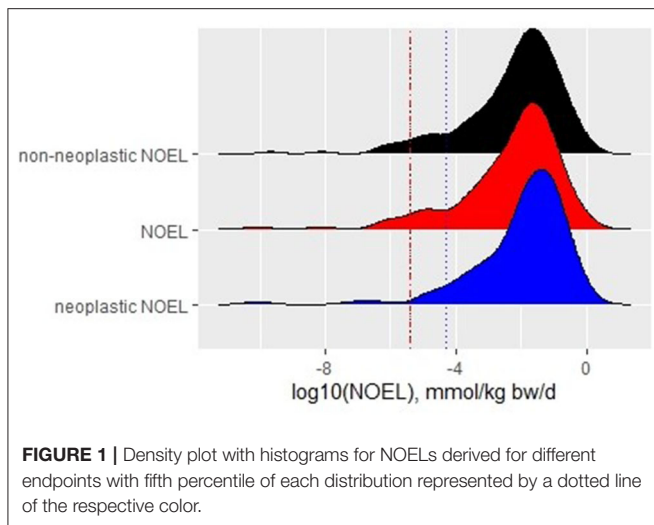 non-neoplastic NOEL
NOEL
neoplastic NOEL
-8 -4 0
log10(NOEL), mmol/kg bw/d
FIGURE 1 | Density plot with histograms for NOELs derived for different
endpoints with fifth percentile of each distribution represented by a dotted line
of the respective color.